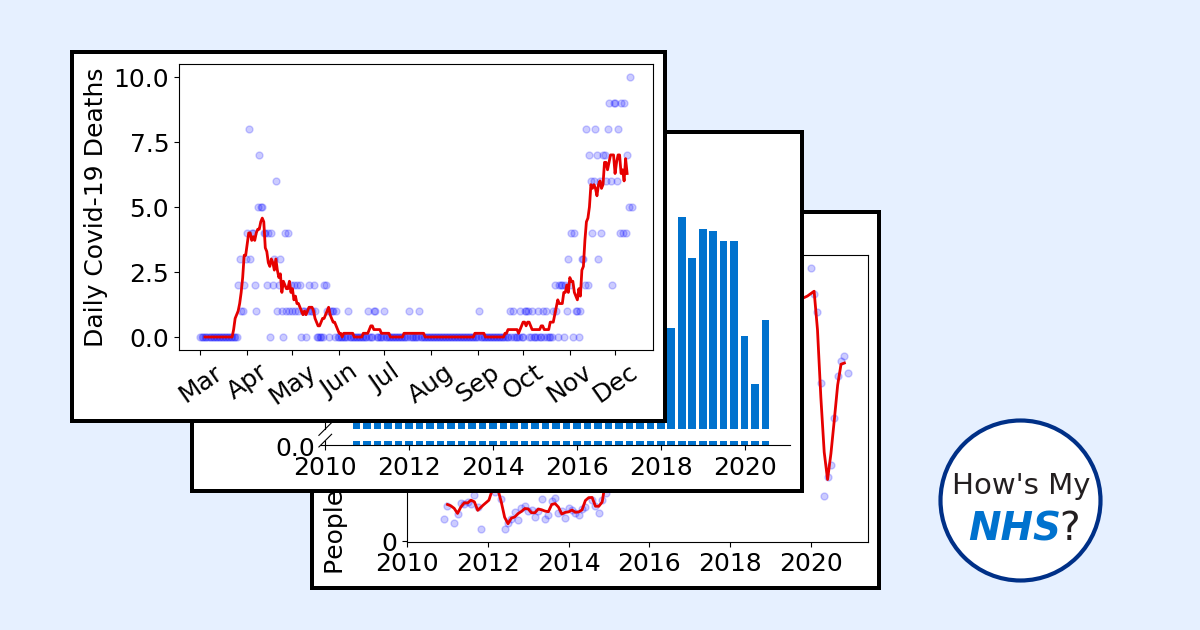 Daily Covid-19 Deaths
10.0
7.5
5.0
2.5
0.0
Mar Apr May Jun Jul Aug Sep Oct Nov Dec
0.0
2010 2012 2014 2016 2018 2020
People
0
2010 2012 2014 2016 2018 2020
How's My
NHS?